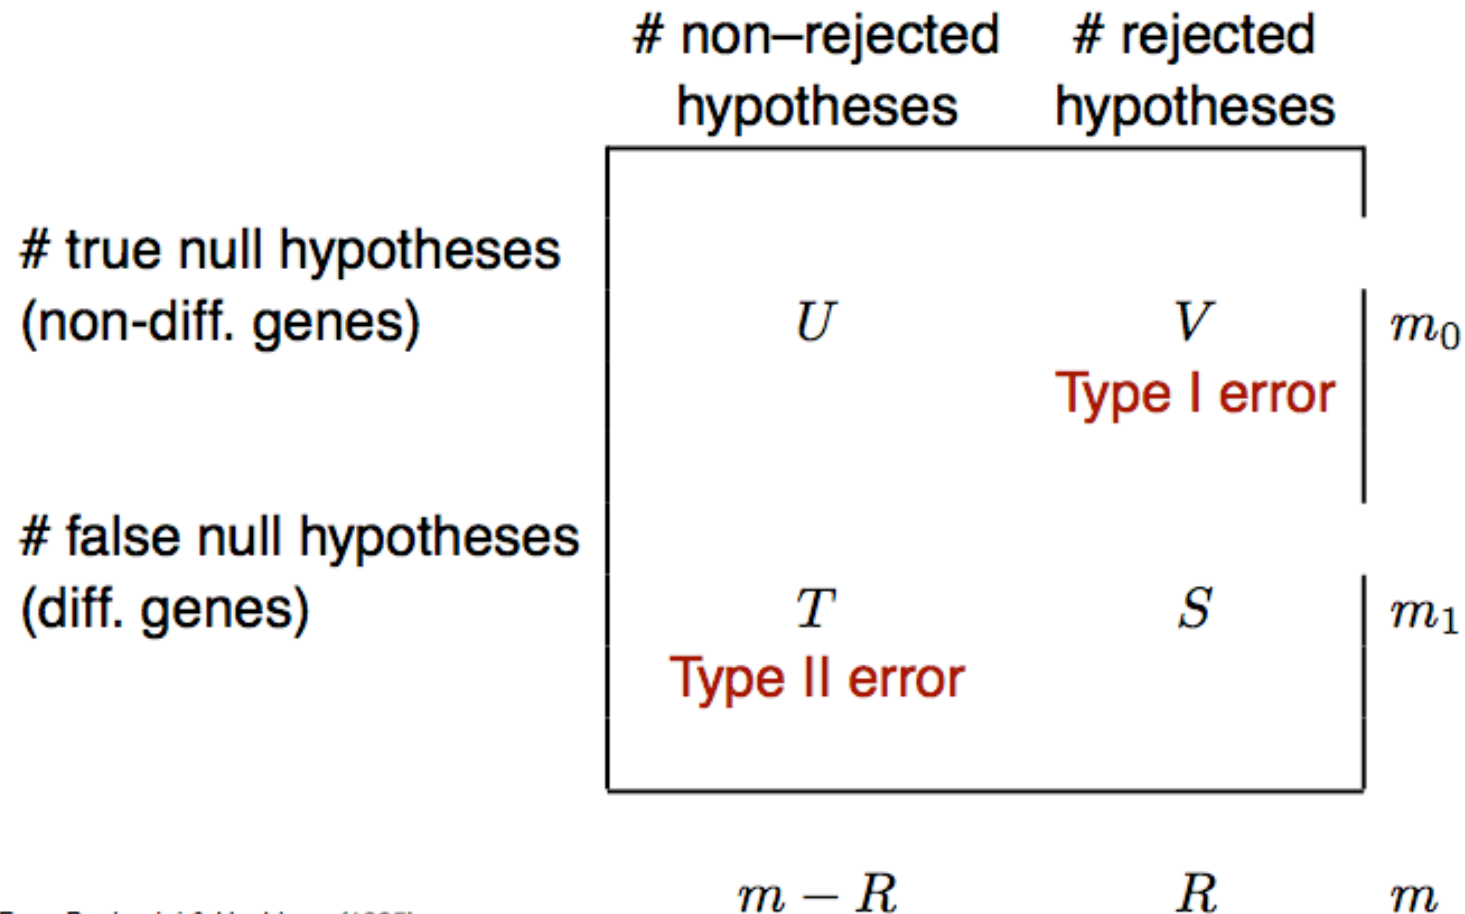 # non–rejected # rejected
hypotheses hypotheses
# true null hypotheses
(non-diff. genes) U V m₀
Type I error
# false null hypotheses
(diff. genes) T S m₁
Type II error
m − R R m